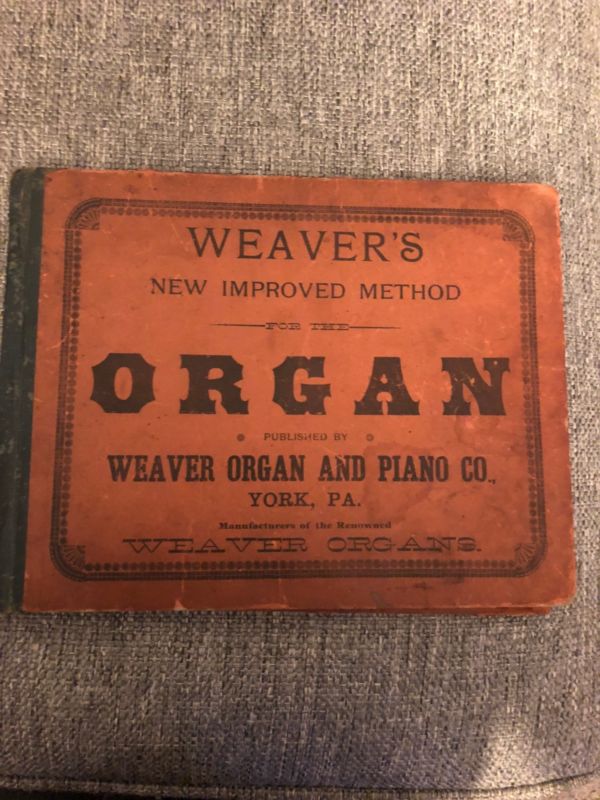 WEAVER'S
NEW IMPROVED METHOD
FOR THE
ORGAN
PUBLISHED BY
WEAVER ORGAN AND PIANO CO.,
YORK, PA.
Manufacturers of the Renowned
WEAVER ORGANS.